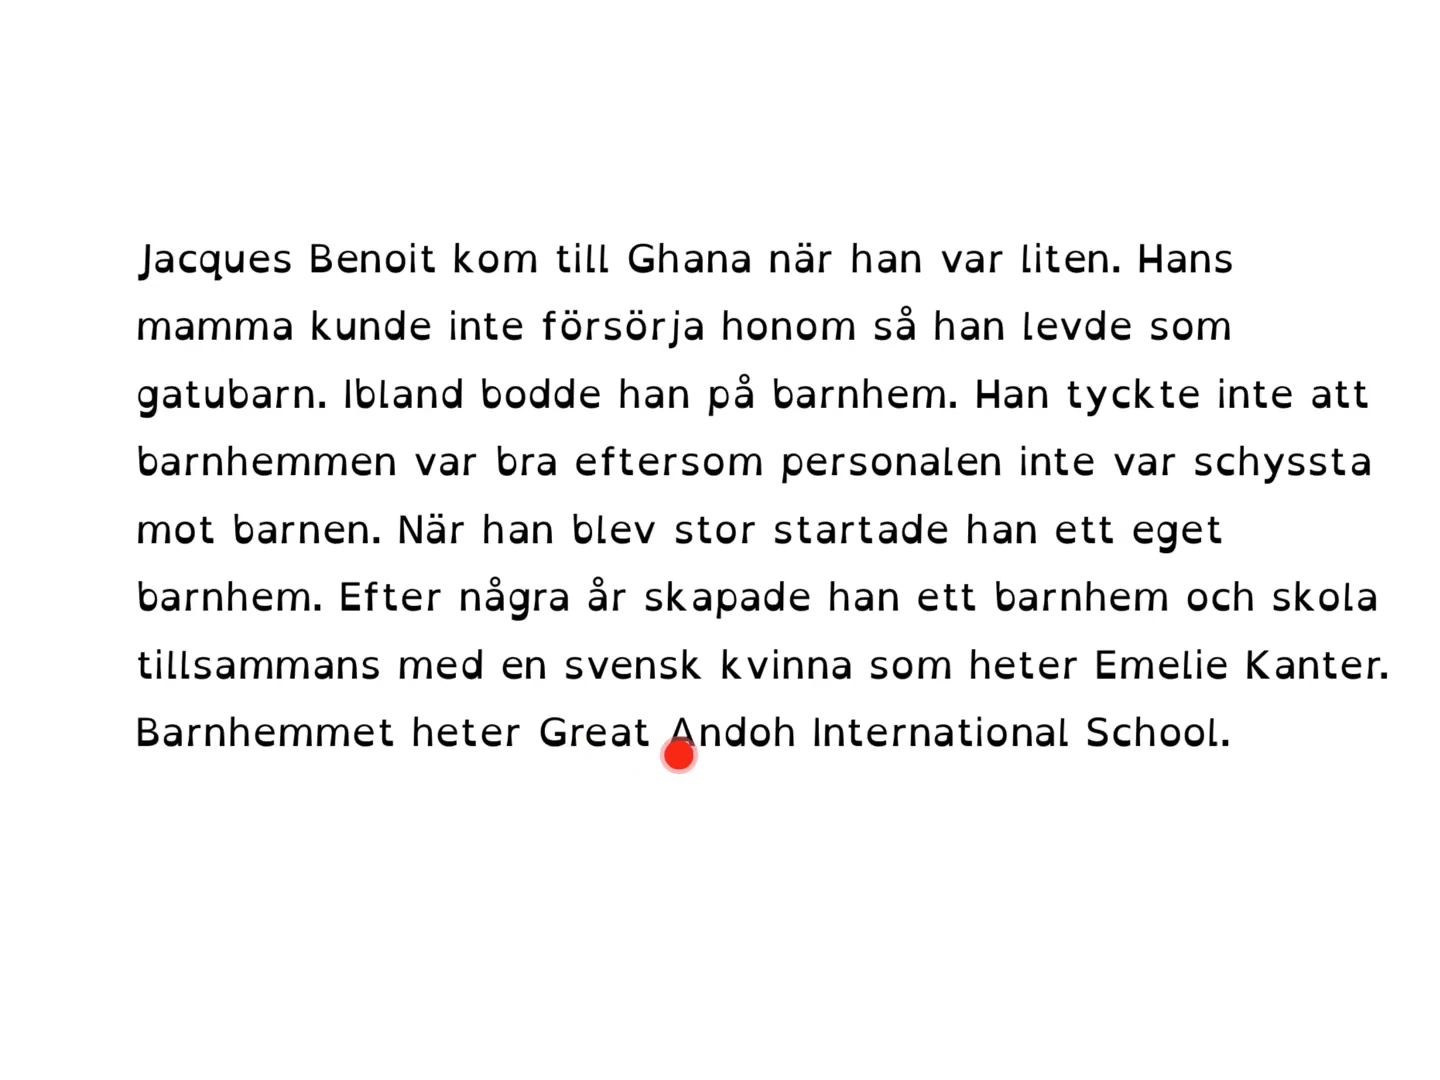 Jacques Benoit kom till Ghana när han var liten. Hans
mamma kunde inte försörja honom så han levde som
gatubarn. Ibland bodde han på barnhem. Han tyckte inte att
barnhemmen var bra eftersom personalen inte var schyssta
mot barnen. När han blev stor startade han ett eget
barnhem. Efter några år skapade han ett barnhem och skola
tillsammans med en svensk kvinna som heter Emelie Kanter.
Barnhemmet heter Great Andoh International School.